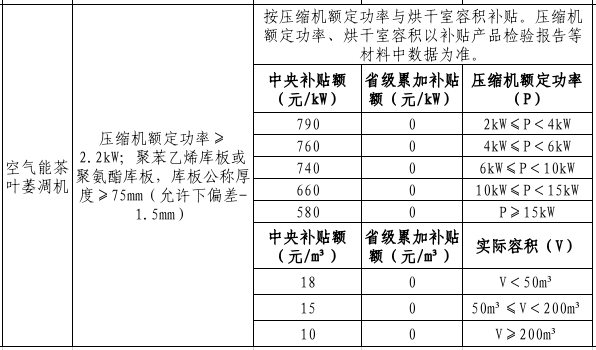 按压缩机额定功率与烘干室容积补贴。压缩机
额定功率、烘干室容积以补贴产品检验报告等
材料中数据为准。
空气能茶
叶萎凋机
压缩机额定功率≥
2.2kW；聚苯乙烯库板或
聚氨酯库板，库板公称厚
度≥75mm（允许下偏差-
1.5mm）
中央补贴额
（元/kW）
省级累加补贴
额（元/kW）
压缩机额定功率
（P）
790 0 2kW≤P＜4kW
760 0 4kW≤P＜6kW
740 0 6kW≤P＜10kW
660 0 10kW≤P＜15kW
580 0 P≥15kW
中央补贴额
（元/m³）
省级累加补贴
额（元/m³）
实际容积（V）
18 0 V＜50m³
15 0 50m³≤V＜200m³
10 0 V≥200m³